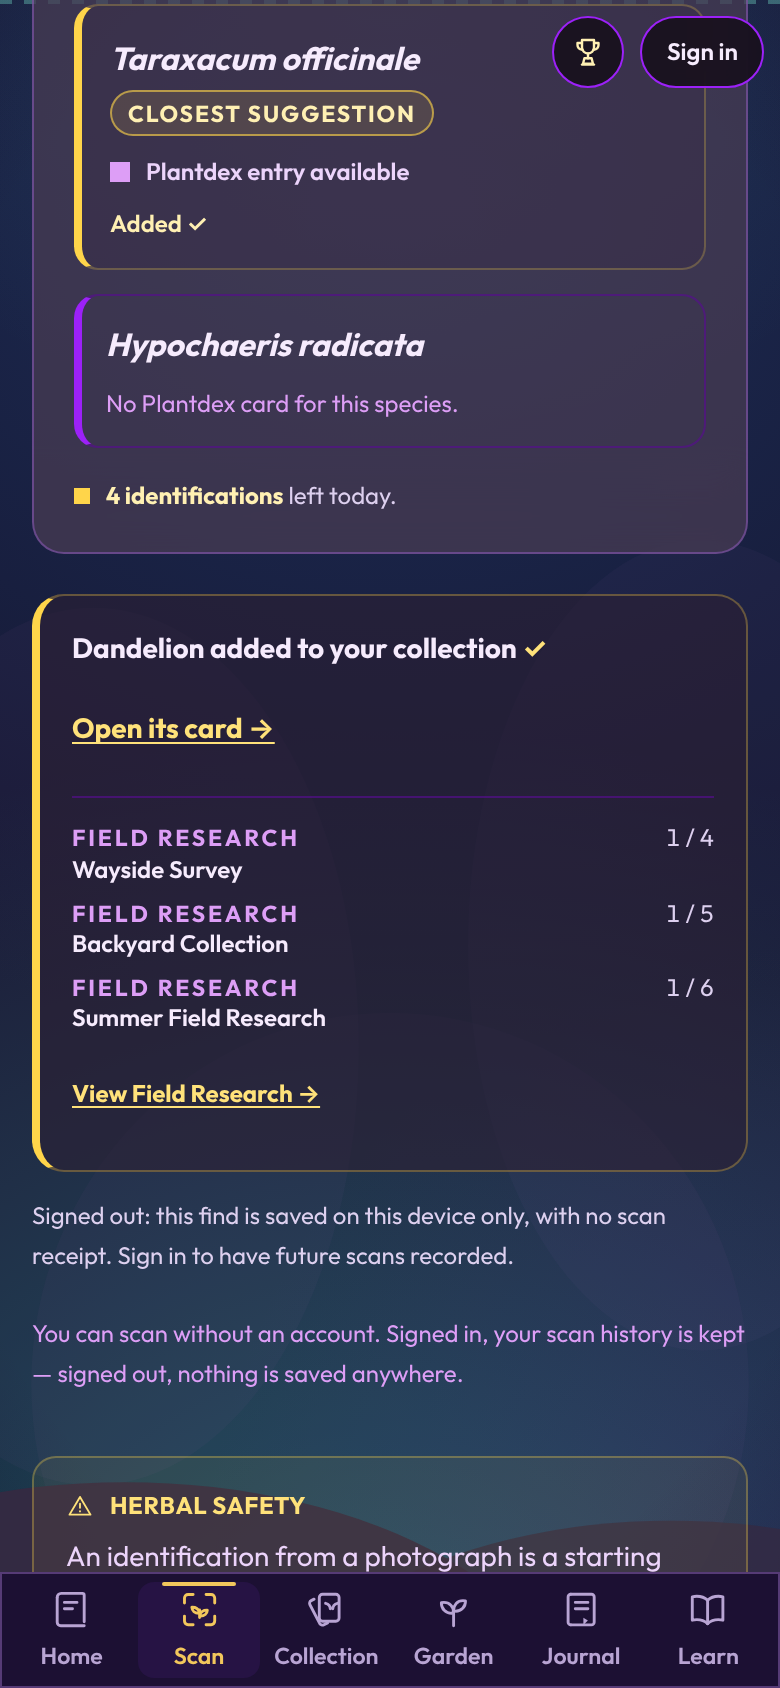 Taraxacum officinale
Sign in
CLOSEST SUGGESTION
Plantdex entry available
Added ✓
Hypochaeris radicata
No Plantdex card for this species.
4 identifications left today.
Dandelion added to your collection ✓
Open its card →
FIELD RESEARCH 1 / 4
Wayside Survey
FIELD RESEARCH 1 / 5
Backyard Collection
FIELD RESEARCH 1 / 6
Summer Field Research
View Field Research →
Signed out: this find is saved on this device only, with no scan
receipt. Sign in to have future scans recorded.
You can scan without an account. Signed in, your scan history is kept
— signed out, nothing is saved anywhere.
HERBAL SAFETY
An identification from a photograph is a starting
Home Scan Collection Garden Journal Learn